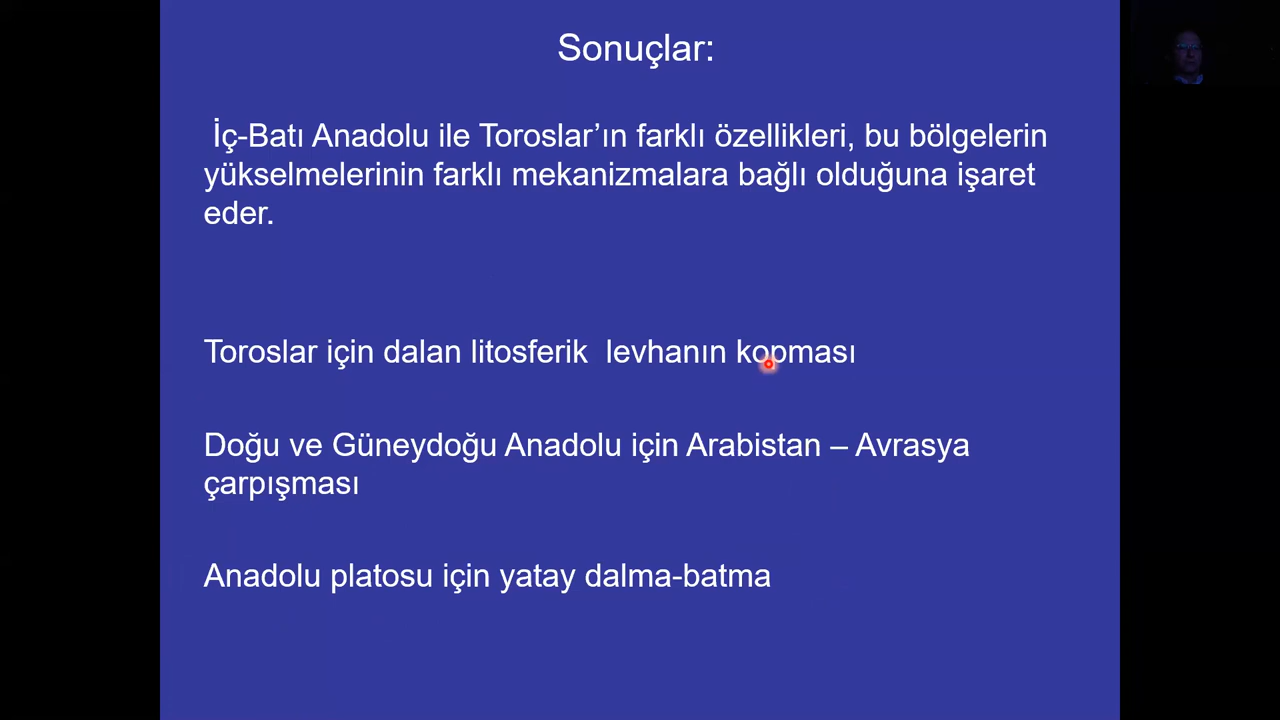 Sonuçlar:
İç-Batı Anadolu ile Toroslar’ın farklı özellikleri, bu bölgelerin
yükselmelerinin farklı mekanizmalara bağlı olduğuna işaret
eder.
Toroslar için dalan litosferik  levhanın kopması
Doğu ve Güneydoğu Anadolu için Arabistan – Avrasya
çarpışması
Anadolu platosu için yatay dalma-batma